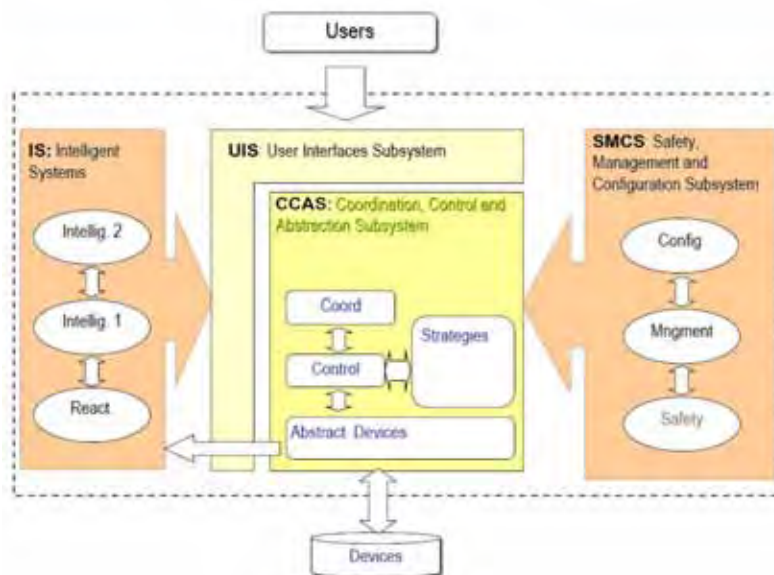 Users
IS: Intelligent
Systems
Intellig. 2
Intellig. 1
React
UIS: User Interfaces Subsystem
CCAS: Coordination, Control and
Abstraction Subsystem
Coord
Control
Strategies
Abstract Devices
SMCS: Safety,
Management and
Configuration Subsystem
Config
Mngment
Safety
Devices